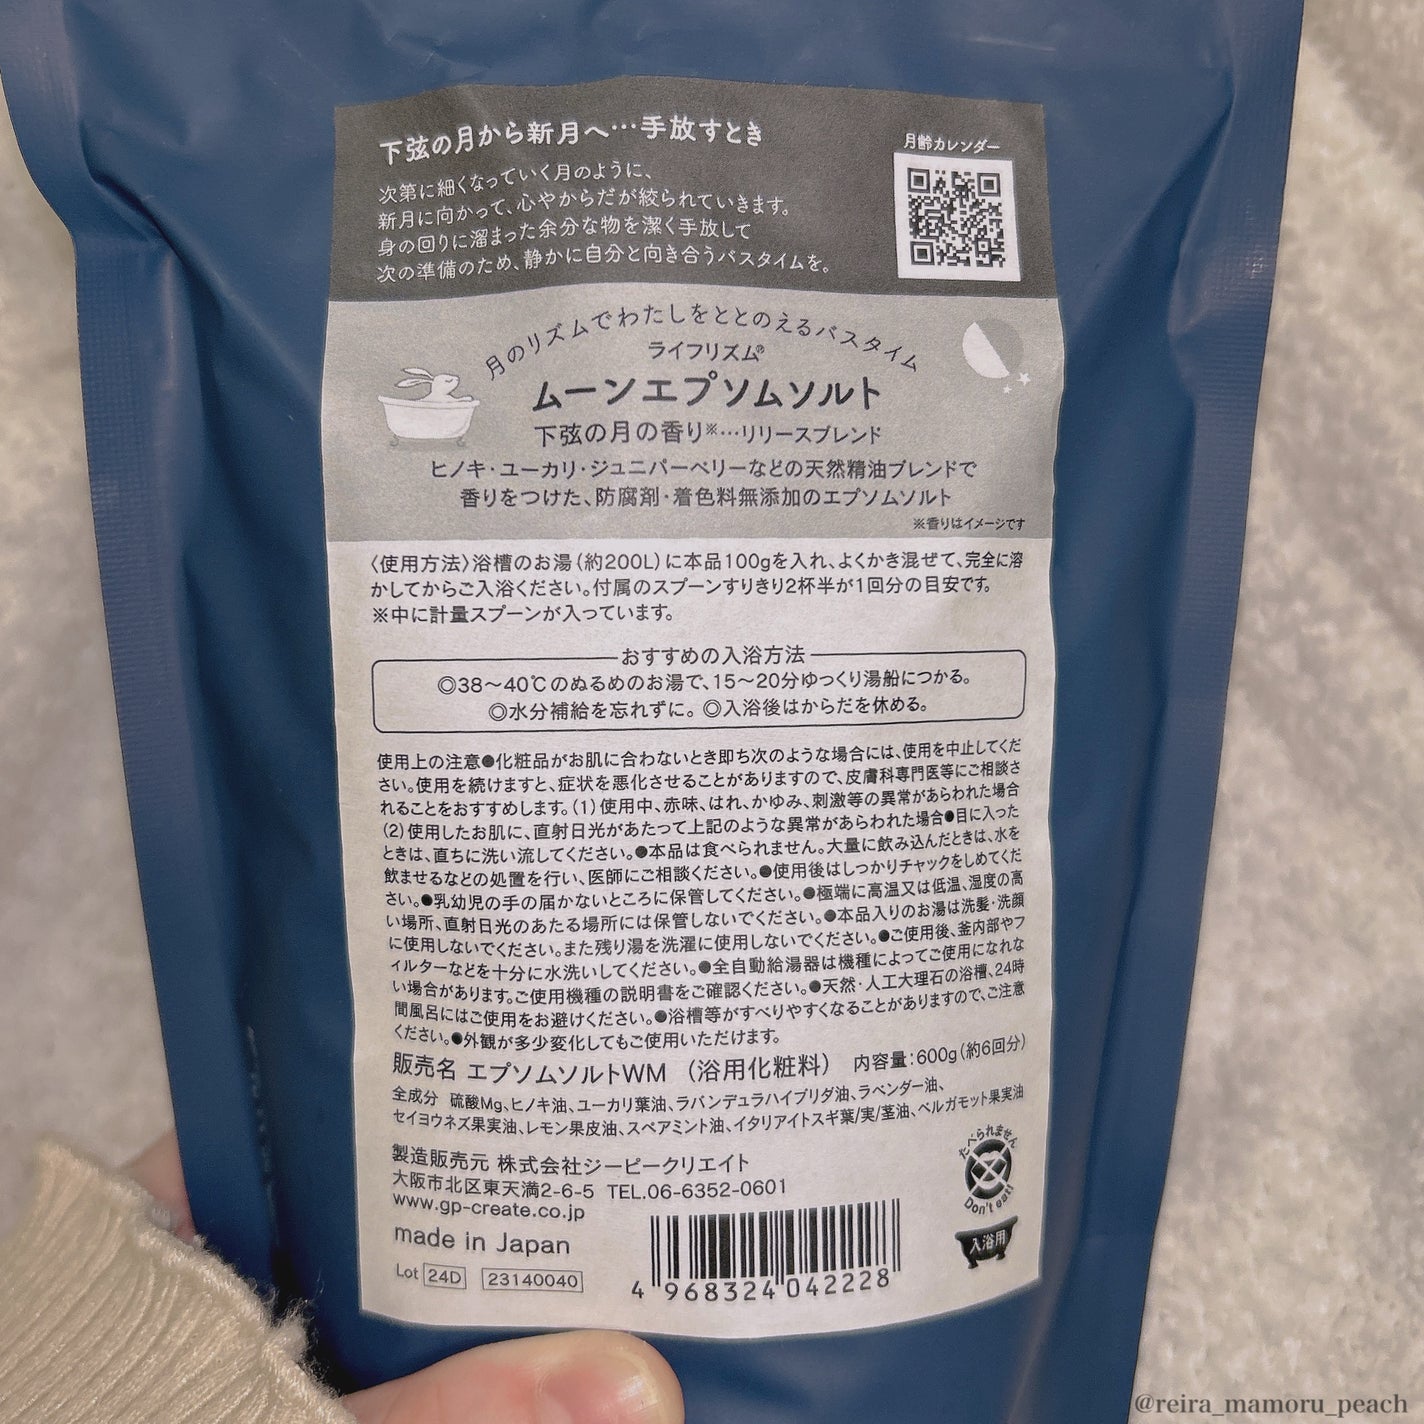 下弦の月から新月へ…手放すとき
月齢カレンダー
次第に細くなっていく月のように、
新月に向かって、心やからだが絞られていきます。
身の回りに溜まった余分な物を潔く手放して
次の準備のため、静かに自分と向き合うバスタイムを。
月のリズムでわたしをととのえるバスタイム
ライフリズム®
ムーンエプソムソルト
下弦の月の香り※…リリースブレンド
ヒノキ・ユーカリ・ジュニパーベリーなどの天然精油ブレンドで
香りをつけた、防腐剤・着色料無添加のエプソムソルト
※香りはイメージです
〈使用方法〉浴槽のお湯(約200L)に本品100gを入れ、よくかき混ぜて、完全に溶
かしてからご入浴ください。付属のスプーンすりきり2杯半が1回分の目安です。
※中に計量スプーンが入っています。
おすすめの入浴方法
◎38〜40℃のぬるめのお湯で、15〜20分ゆっくり湯船につかる。
◎水分補給を忘れずに。◎入浴後はからだを休める。
使用上の注意●化粧品がお肌に合わないとき即ち次のような場合には、使用を中止してくだ
さい。使用を続けますと、症状を悪化させることがありますので、皮膚科専門医等にご相談さ
れることをおすすめします。(1)使用中、赤味、はれ、かゆみ、刺激等の異常があらわれた場合
(2)使用したお肌に、直射日光があたって上記のような異常があらわれた場合●目に入った
ときは、直ちに洗い流してください。●本品は食べられません。大量に飲み込んだときは、水を
飲ませるなどの処置を行い、医師にご相談ください。●使用後はしっかりチャックをしめてくだ
さい。●乳幼児の手の届かないところに保管してください。●極端に高温又は低温、湿度の高
い場所、直射日光のあたる場所には保管しないでください。●本品入りのお湯は洗髪・洗顔
に使用しないでください。また残り湯を洗濯に使用しないでください。●ご使用後、釜内部やフ
ィルターなどを十分に水洗いしてください。●全自動給湯器は機種によってご使用になれな
い場合があります。ご使用機種の説明書をご確認ください。●天然・人工大理石の浴槽、24時
間風呂にはご使用をお避けください。●浴槽等がすべりやすくなることがありますので、ご注意
ください。●外観が多少変化してもご使用いただけます。
販売名 エプソムソルトWM (浴用化粧料) 内容量:600g(約6回分)
全成分 硫酸Mg、ヒノキ油、ユーカリ葉油、ラバンデュラハイブリダ油、ラベンダー油、
セイヨウネズ果実油、レモン果皮油、スペアミント油、イタリアイトスギ葉/実/茎油、ベルガモット果実油
製造販売元 株式会社ジーピークリエイト
大阪市北区東天満2-6-5 TEL.06-6352-0601
www.gp-create.co.jp
made in Japan
Lot 24D 23140040
4 968324 042228
たべられません
Don't eat!
入浴用
@reira_mamoru_peach